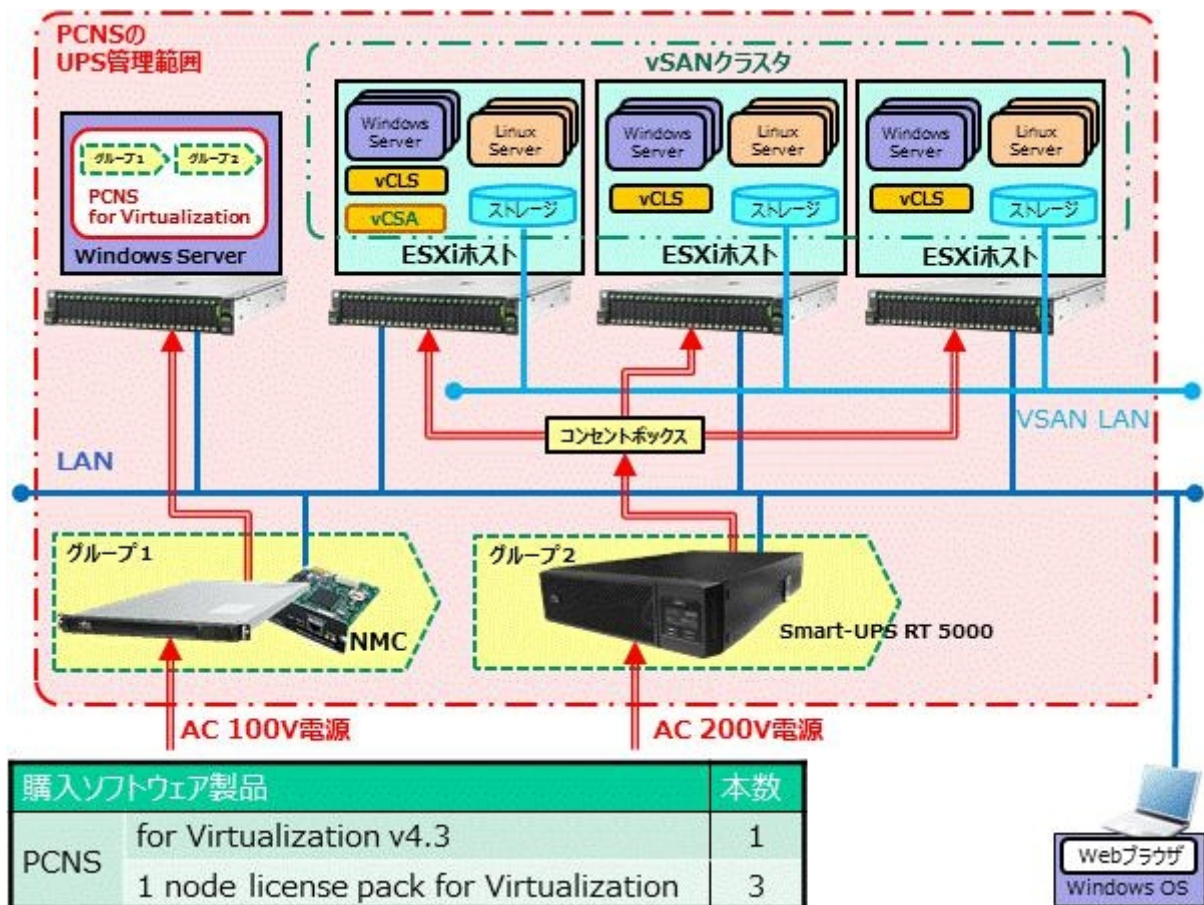 PCNSの
UPS管理範囲
vSANクラスタ
グループ1
グループ2
PCNS
for Virtualization
Windows Server
Windows
Server
Linux
Server
vCLS
vCSA
ストレージ
ESXiホスト
Windows
Server
Linux
Server
vCLS
ストレージ
ESXiホスト
Windows
Server
Linux
Server
vCLS
ストレージ
ESXiホスト
コンセントボックス
VSAN LAN
LAN
グループ1
NMC
グループ2
Smart-UPS RT 5000
AC 100V電源
AC 200V電源
購入ソフトウェア製品 本数
PCNS
for Virtualization v4.3 1
1 node license pack for Virtualization 3
Webブラウザ
Windows OS